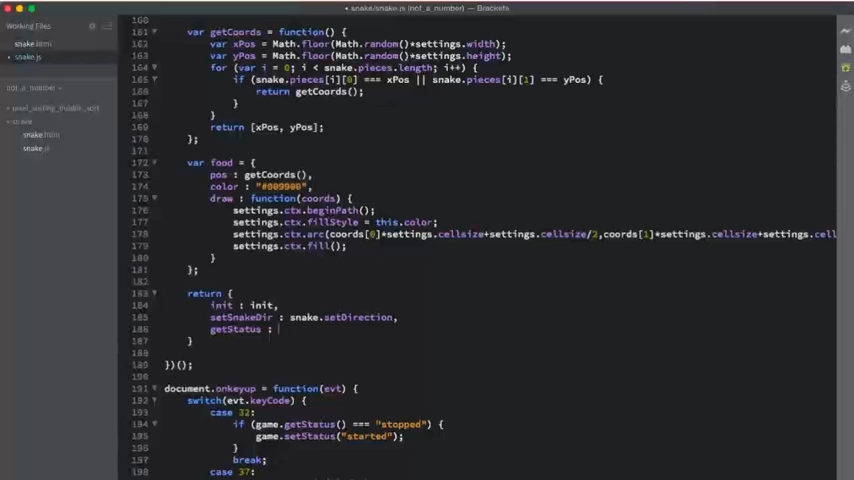 • snake/snake.js (not_a_number) — Brackets
Working Files
snake.html
• snake.js
not_a_number
pixel_sorting_bubble_sort
snake
snake.html
snake.js
160
161 var getCoords = function() {
162 var xPos = Math.floor(Math.random()*settings.width);
163 var yPos = Math.floor(Math.random()*settings.height);
164 for (var i = 0; i < snake.pieces.length; i++) {
165 if (snake.pieces[i][0] === xPos || snake.pieces[i][1] === yPos) {
166 return getCoords();
167 }
168 }
169 return [xPos, yPos];
170 };
171
172 var food = {
173 pos : getCoords(),
174 color : "#009900",
175 draw : function(coords) {
176 settings.ctx.beginPath();
177 settings.ctx.fillStyle = this.color;
178 settings.ctx.arc(coords[0]*settings.cellsize+settings.cellsize/2,coords[1]*settings.cellsize+settings.cell
179 settings.ctx.fill();
180 }
181 };
182
183 return {
184 init : init,
185 setSnakeDir : snake.setDirection,
186 getStatus :
187 }
188
189 })();
191 document.onkeyup = function(evt) {
192 switch(evt.keyCode) {
193 case 32:
194 if (game.getStatus() === "stopped") {
195 game.setStatus("started");
196 }
197 break;
198 case 37: